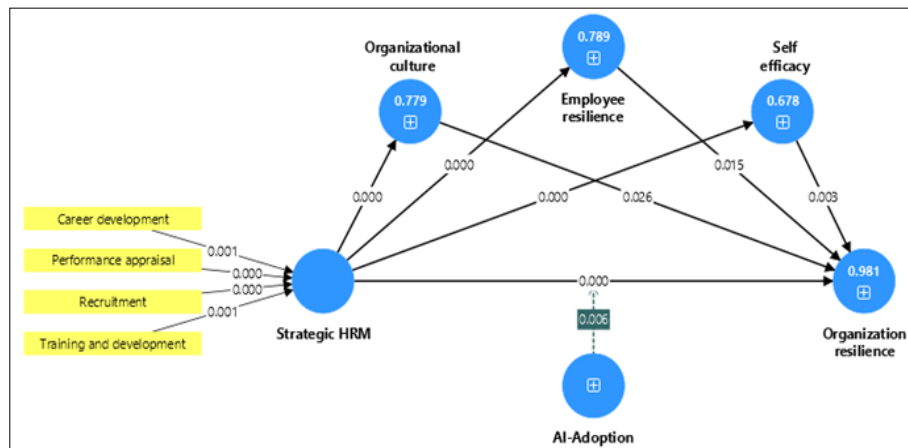 Organizational
culture
0.779
0.789
Employee
resilience
Self
efficacy
0.678
0.000
0.000
0.000
0.026
0.015
0.003
Career development
Performance appraisal
Recruitment
Training and development
0.001
0.000
0.000
0.001
Strategic HRM
0.000
0.006
AI-Adoption
0.981
Organization
resilience